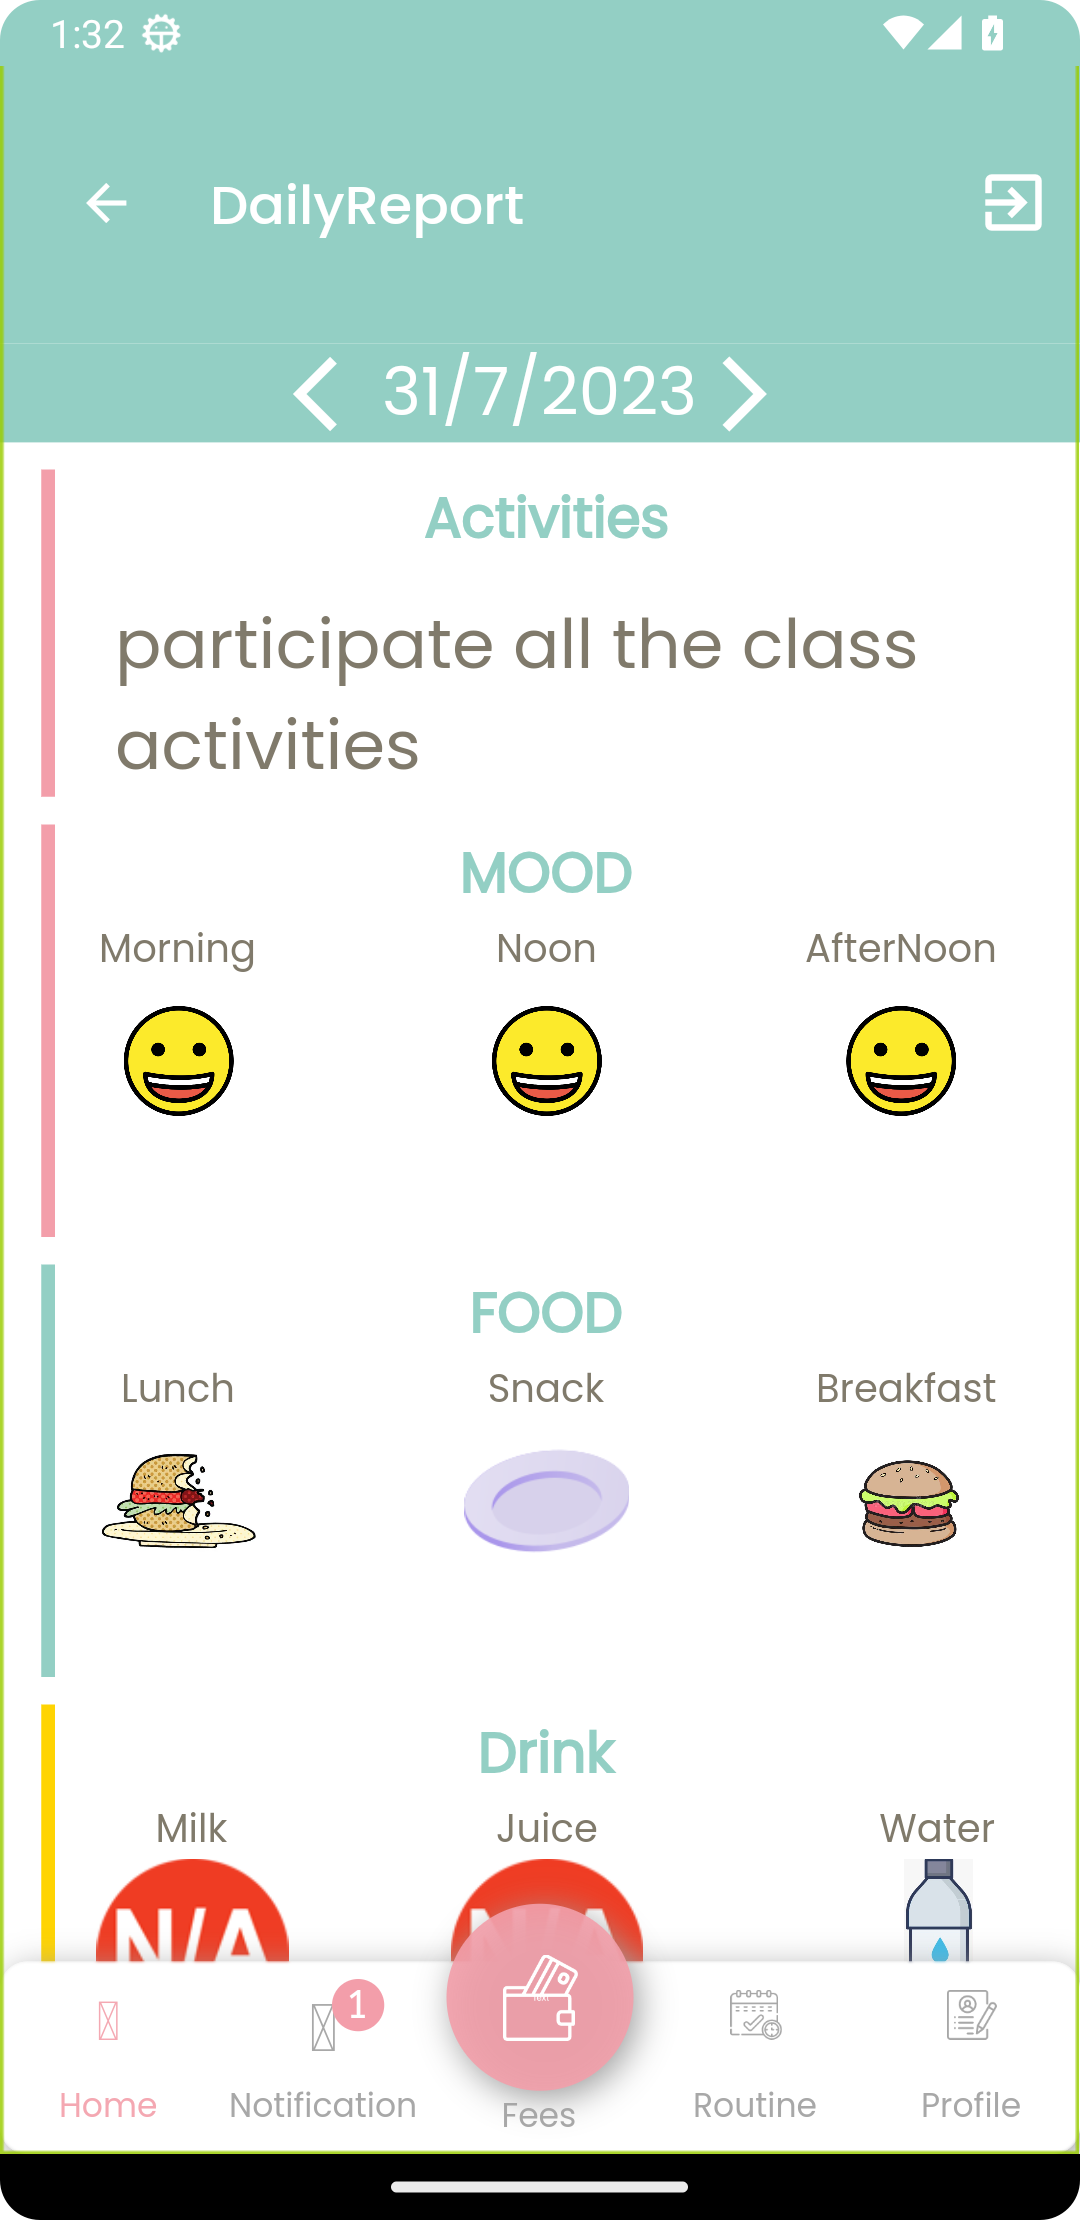 1:32
DailyReport
31/7/2023
Activities
participate all the class
activities
MOOD
Morning Noon AfterNoon
FOOD
Lunch Snack Breakfast
Drink
Milk Juice Water
N/A N/A
1
Text
Home Notification Fees Routine Profile